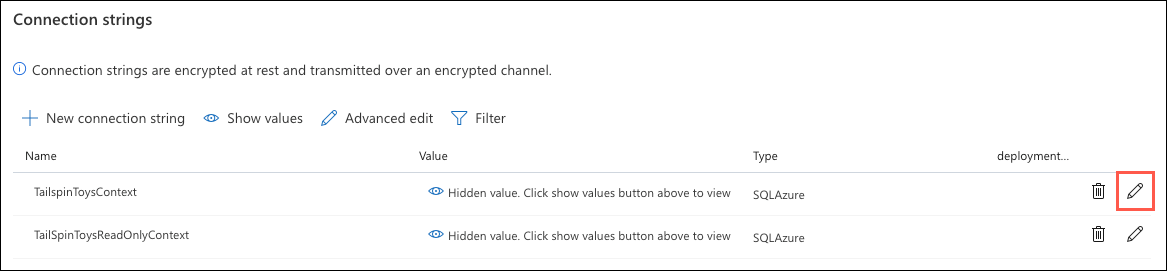 Connection strings
Connection strings are encrypted at rest and transmitted over an encrypted channel.
New connection string Show values Advanced edit Filter
Name Value Type deployment...
TailspinToysContext Hidden value. Click show values button above to view SQLAzure
TailSpinToysReadOnlyContext Hidden value. Click show values button above to view SQLAzure